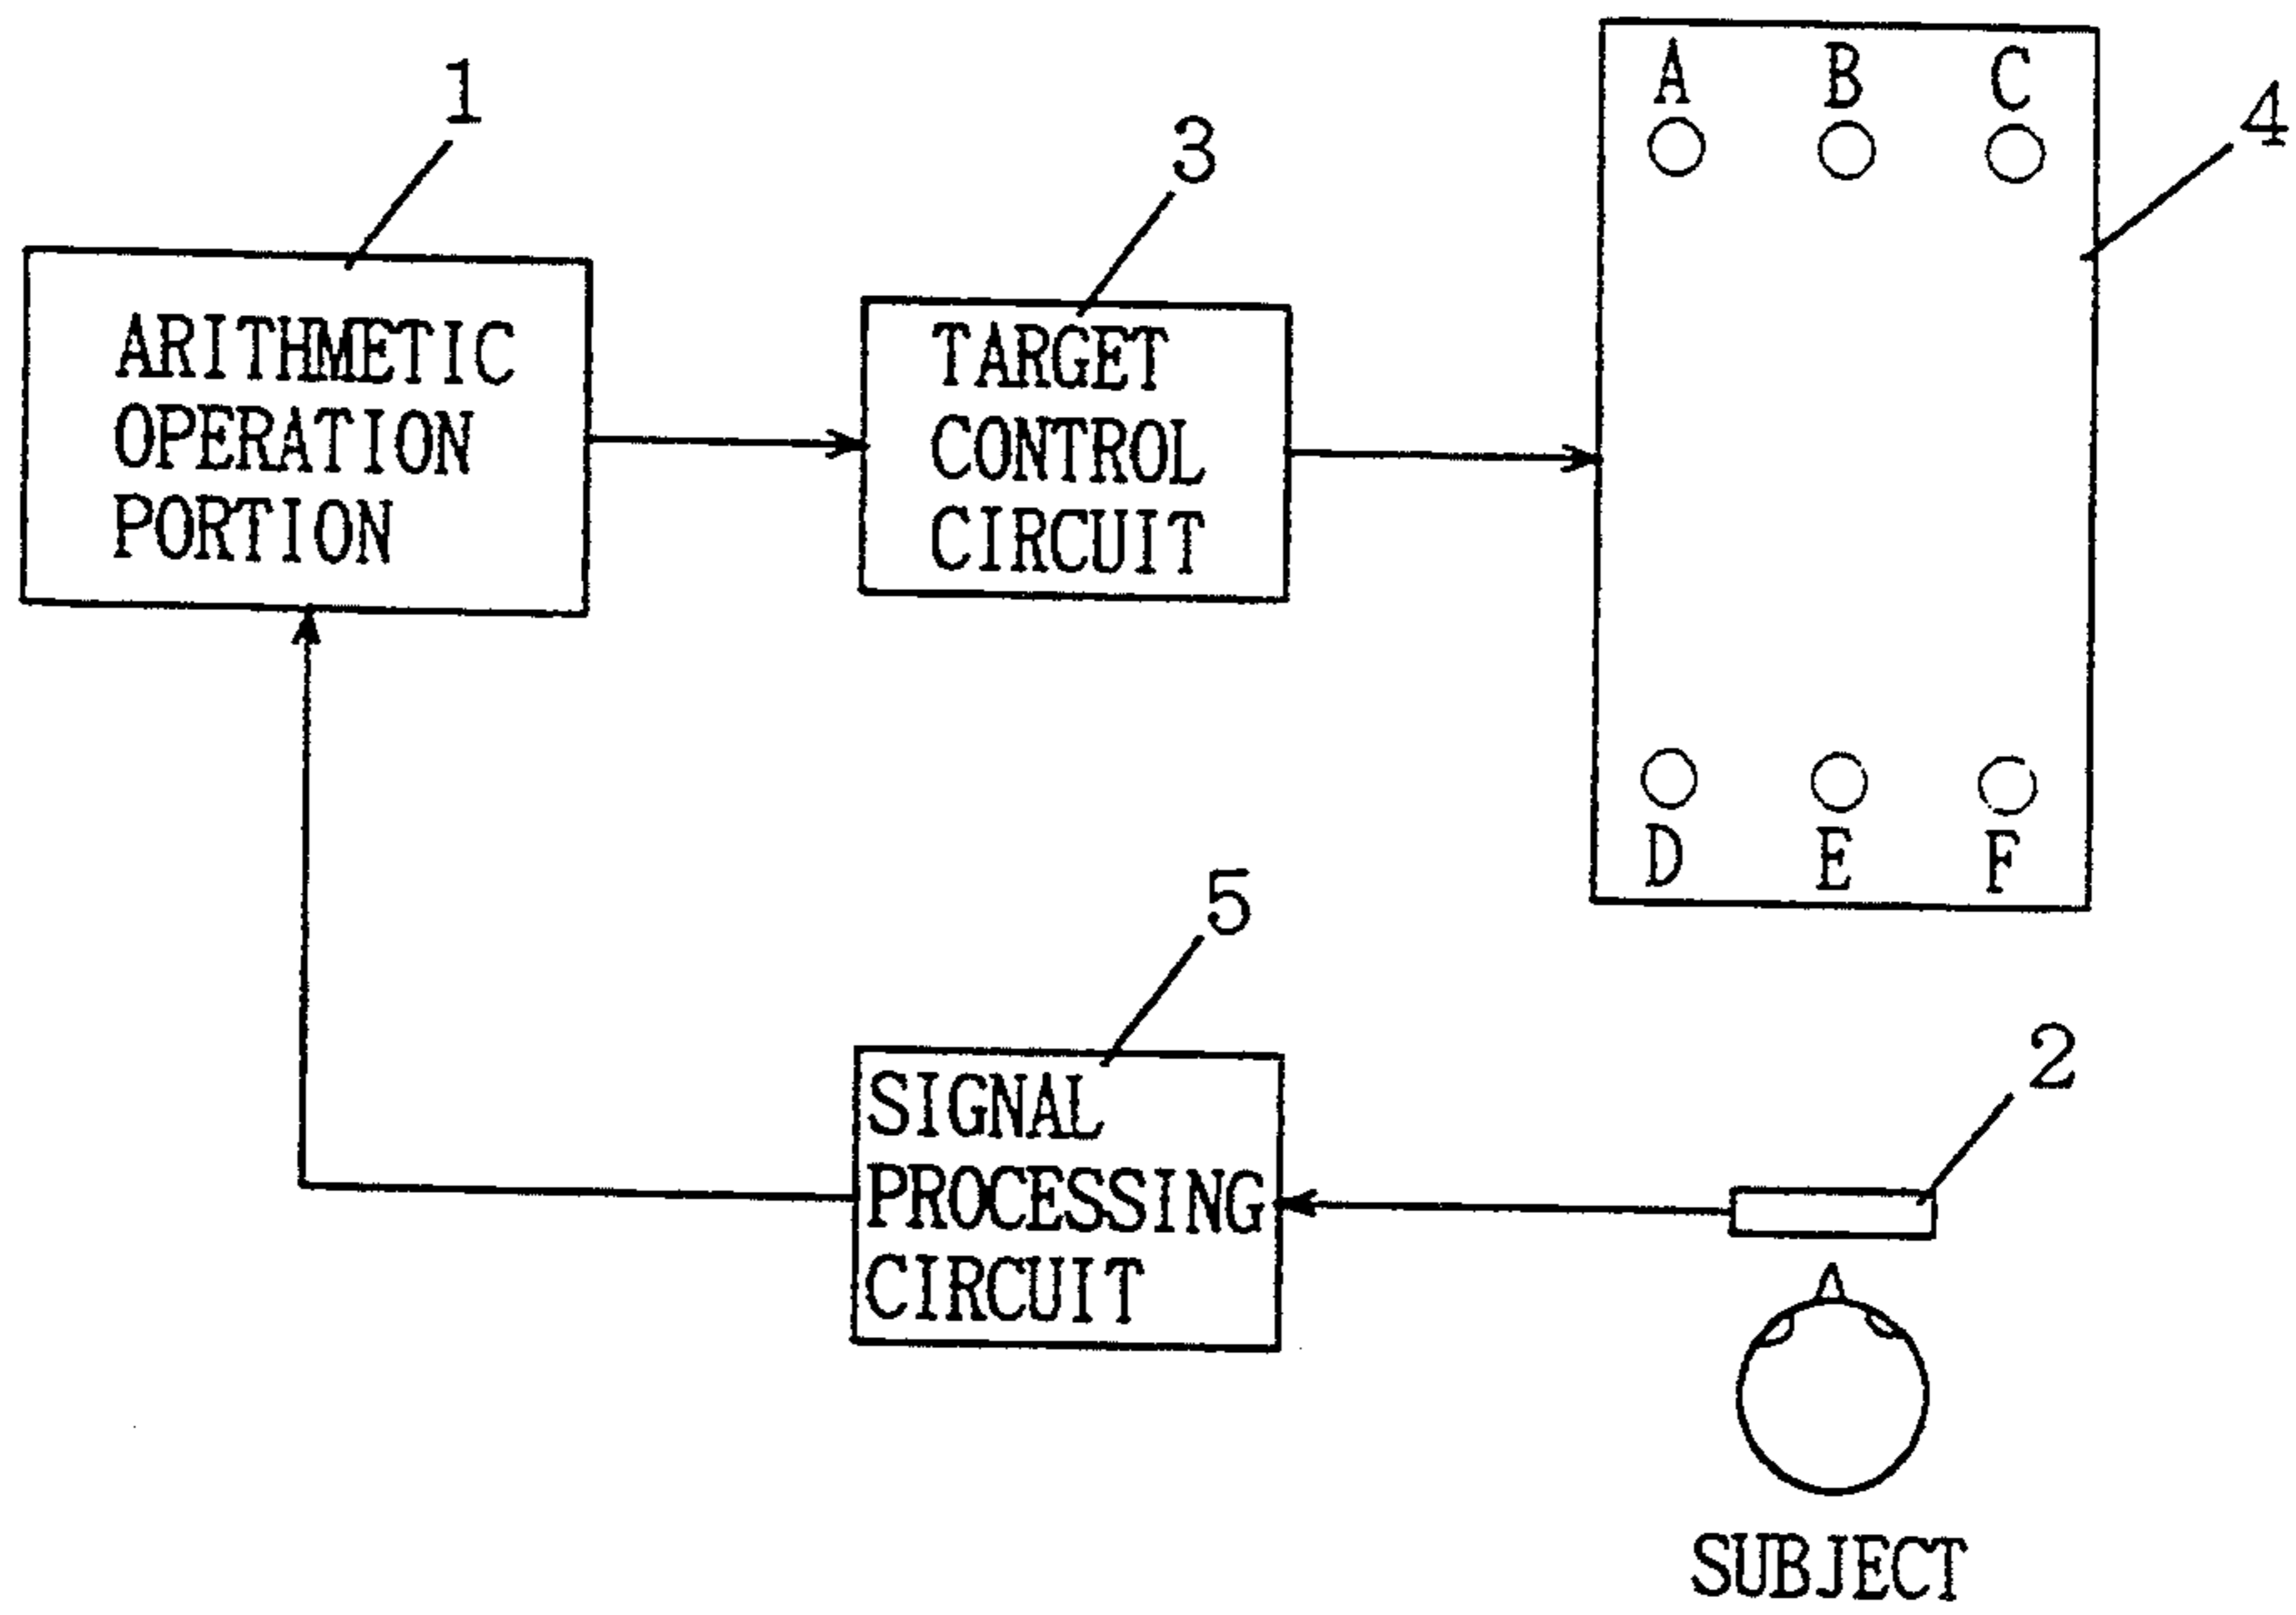 1
ARITHMETIC
OPERATION
PORTION
3
TARGET
CONTROL
CIRCUIT
A B C
4
D E F
5
SIGNAL
PROCESSING
CIRCUIT
2
SUBJECT